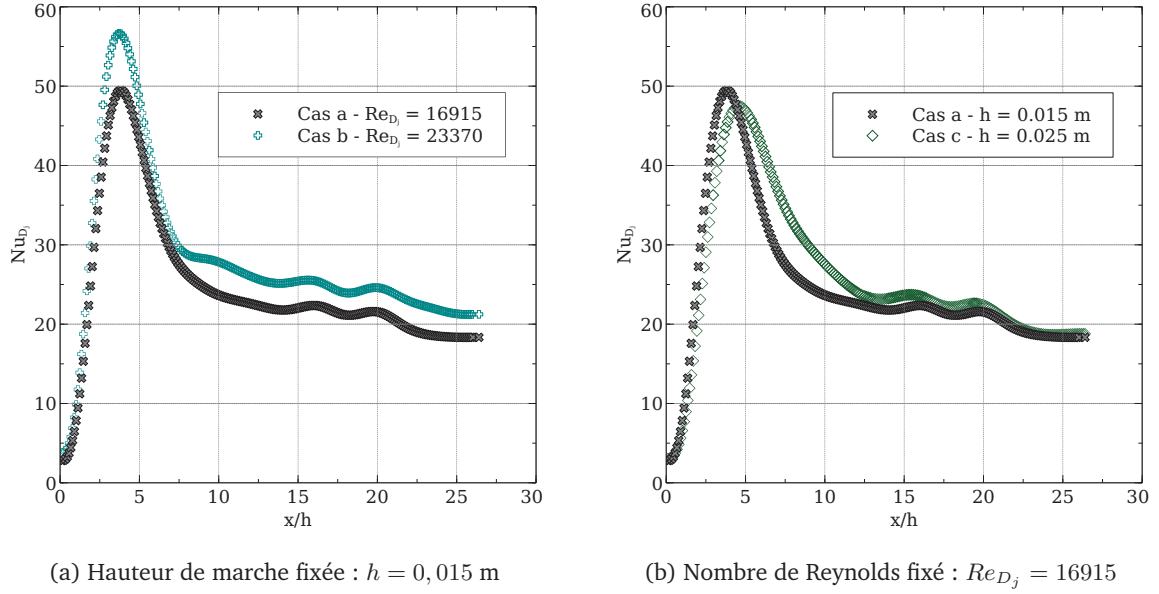 60
50
40
30
20
10
0
Nu_{D_j}
Cas a - Re_{D_j} = 16915
Cas b - Re_{D_j} = 23370
0 5 10 15 20 25 30
x/h
60
50
40
30
20
10
0
Nu_{D_j}
Cas a - h = 0.015 m
Cas c - h = 0.025 m
0 5 10 15 20 25 30
x/h
(a) Hauteur de marche fixée : h = 0, 015 m
(b) Nombre de Reynolds fixé : Re_{D_j} = 16915